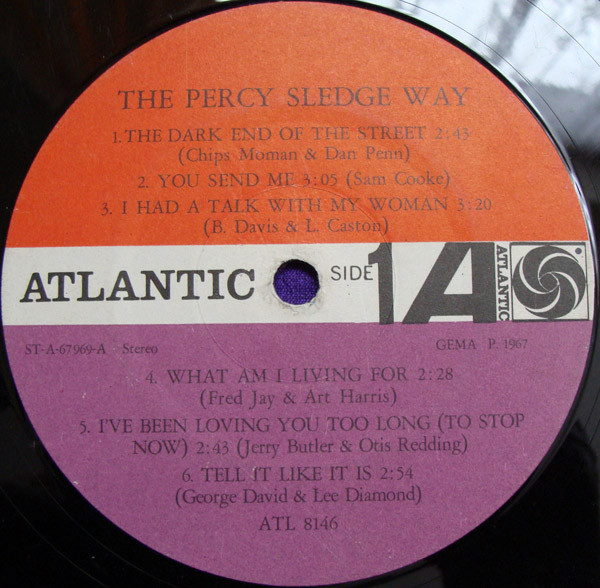 THE PERCY SLEDGE WAY
1.THE DARK END OF THE STREET 2:43
(Chips Moman & Dan Penn)
2. YOU SEND ME 3:05 (Sam Cooke)
3. I HAD A TALK WITH MY WOMAN 3:20
(B. Davis & L. Caston)
ATLANTIC SIDE 1 A ATLANTIC
ST-A-67969-A Stereo GEMA P. 1967
4. WHAT AM I LIVING FOR 2:28
(Fred Jay & Art Harris)
5. I'VE BEEN LOVING YOU TOO LONG (TO STOP
NOW) 2:43 (Jerry Butler & Otis Redding)
6. TELL IT LIKE IT IS 2:54
(George David & Lee Diamond)
ATL 8146